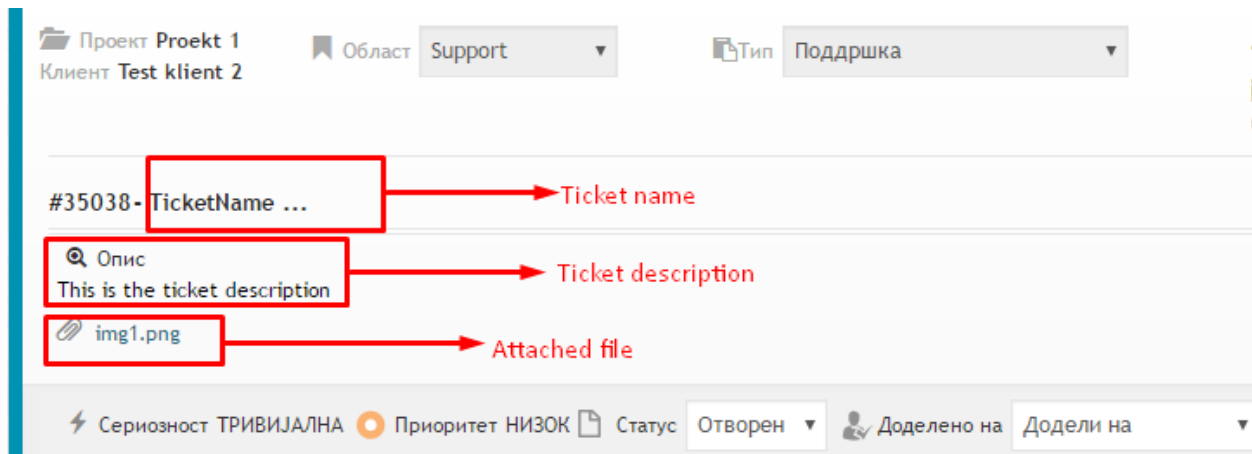 Проект Proekt 1
Клиент Test klient 2
Област Support
Тип Поддршка
#35038- TicketName ...
Ticket name
Опис
This is the ticket description
Ticket description
img1.png
Attached file
Сериозност ТРИВИЈАЛНА Приоритет НИЗОК Статус Отворен Доделено на Додели на